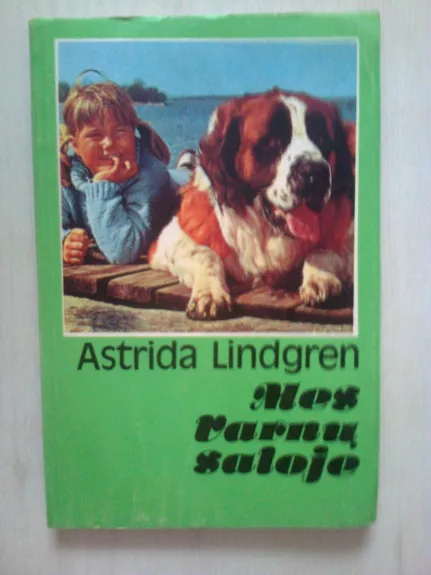 Astrida Lindgren
Mes
Varnų
saloje